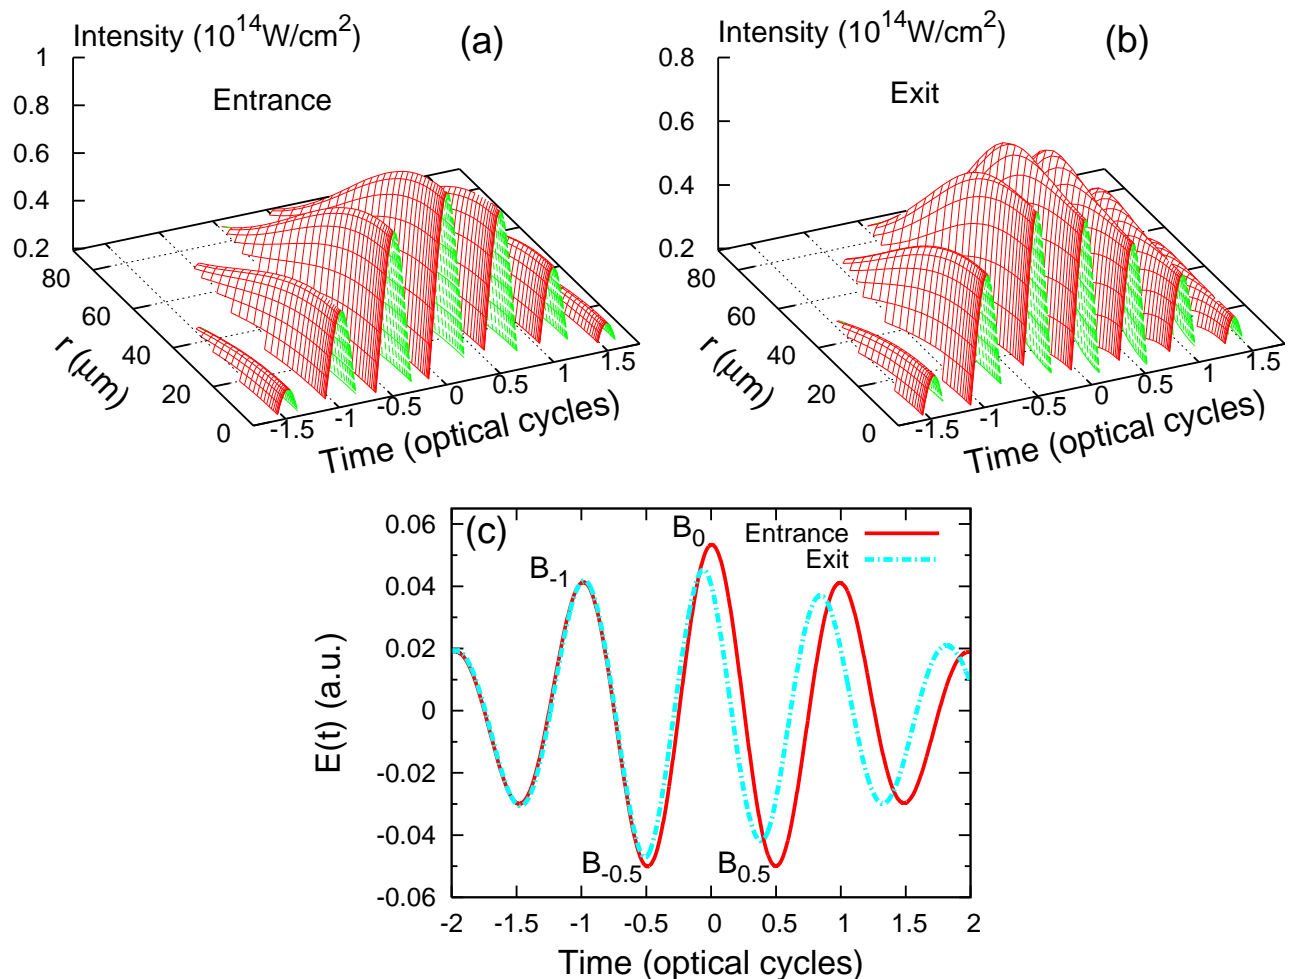 Intensity (10^14W/cm^2)
(a)
Entrance
1
0.8
0.6
0.4
0.2
80
60
40
20
0
r (μm)
-1.5
-1
-0.5
0
0.5
1
1.5
Time (optical cycles)
Intensity (10^14W/cm^2)
(b)
Exit
0.8
0.6
0.4
0.2
80
60
40
20
0
r (μm)
-1.5
-1
-0.5
0
0.5
1
1.5
Time (optical cycles)
(c)
B_0
Entrance
Exit
B_-1
B_-0.5
B_0.5
0.06
0.04
0.02
0
-0.02
-0.04
-0.06
E(t) (a.u.)
-2 -1.5 -1 -0.5 0 0.5 1 1.5 2
Time (optical cycles)